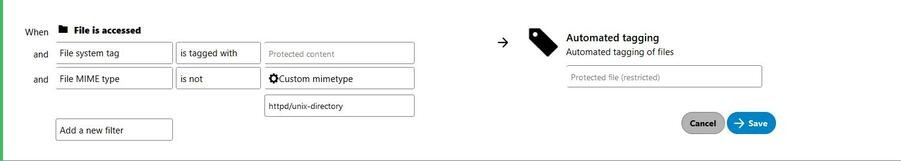 When File is accessed
and File system tag is tagged with Protected content
and File MIME type is not Custom mimetype
httpd/unix-directory
Add a new filter
Automated tagging
Automated tagging of files
Protected file (restricted)
Cancel Save